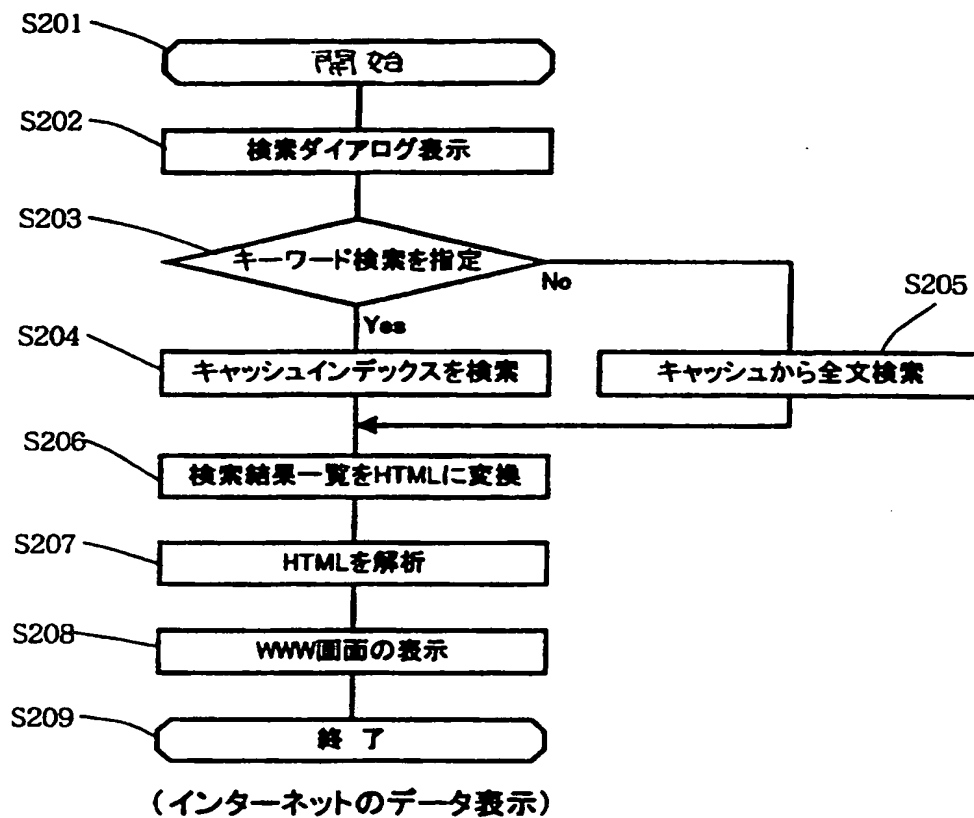 S201
開始
S202
検索ダイアログ表示
S203
キーワード検索を指定
No
Yes
S204
キャッシュインデックスを検索
S205
キャッシュから全文検索
S206
検索結果一覧をHTMLに変換
S207
HTMLを解析
S208
WWW画面の表示
S209
終了
(インターネットのデータ表示)